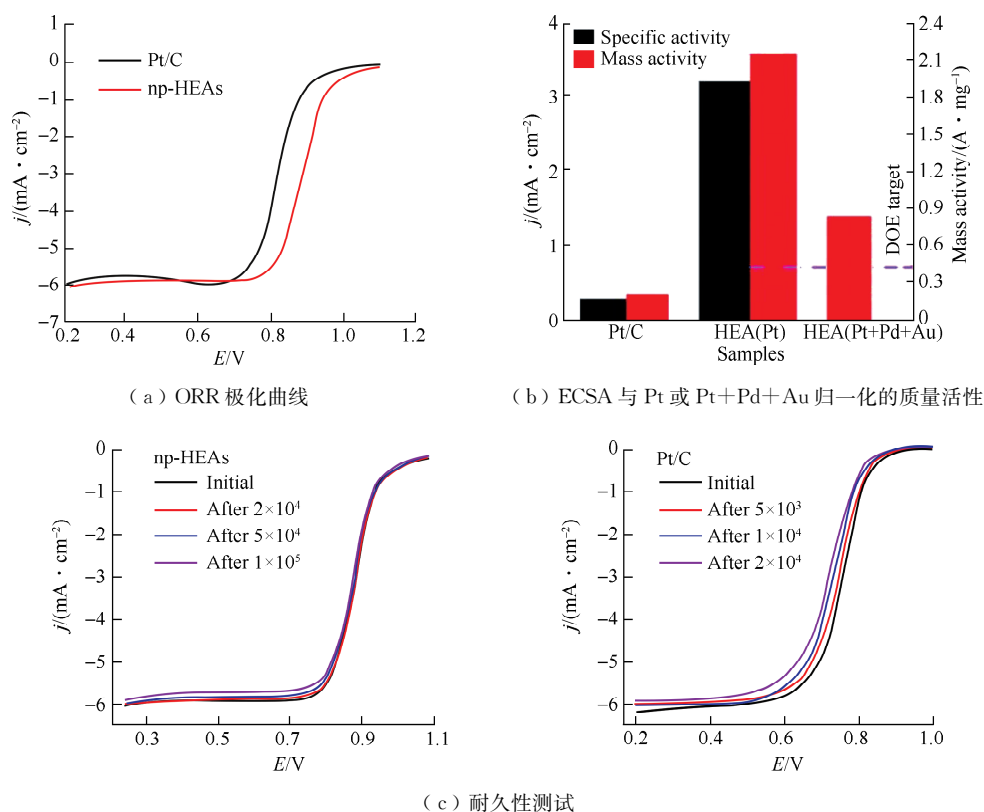 4
3
2
1
0
2.4
2.1
1.8
1.5
1.2
0.9
0.6
0.3
0
0
−1
−2
−3
−4
−5
−6
−7
Pt/C
np-HEAs
j/(mA·cm⁻²)
0.2 0.4 0.6 0.8 1.0 1.2
E/V
Specific activity
Mass activity
j/(mA·cm⁻²)
DOE target
Mass activity/(A·mg⁻¹)
Pt/C HEA(Pt) HEA(Pt+Pd+Au)
Samples
(a)ORR 极化曲线
(b)ECSA 与 Pt 或 Pt+Pd+Au 归一化的质量活性
0
−1
−2
−3
−4
−5
−6
np-HEAs
Initial
After 2×10⁴
After 5×10⁴
After 1×10⁵
j/(mA·cm⁻²)
0.3 0.5 0.7 0.9 1.1
E/V
0
−1
−2
−3
−4
−5
−6
Pt/C
Initial
After 5×10³
After 1×10⁴
After 2×10⁴
j/(mA·cm⁻²)
0.2 0.4 0.6 0.8 1.0
E/V
(c)耐久性测试